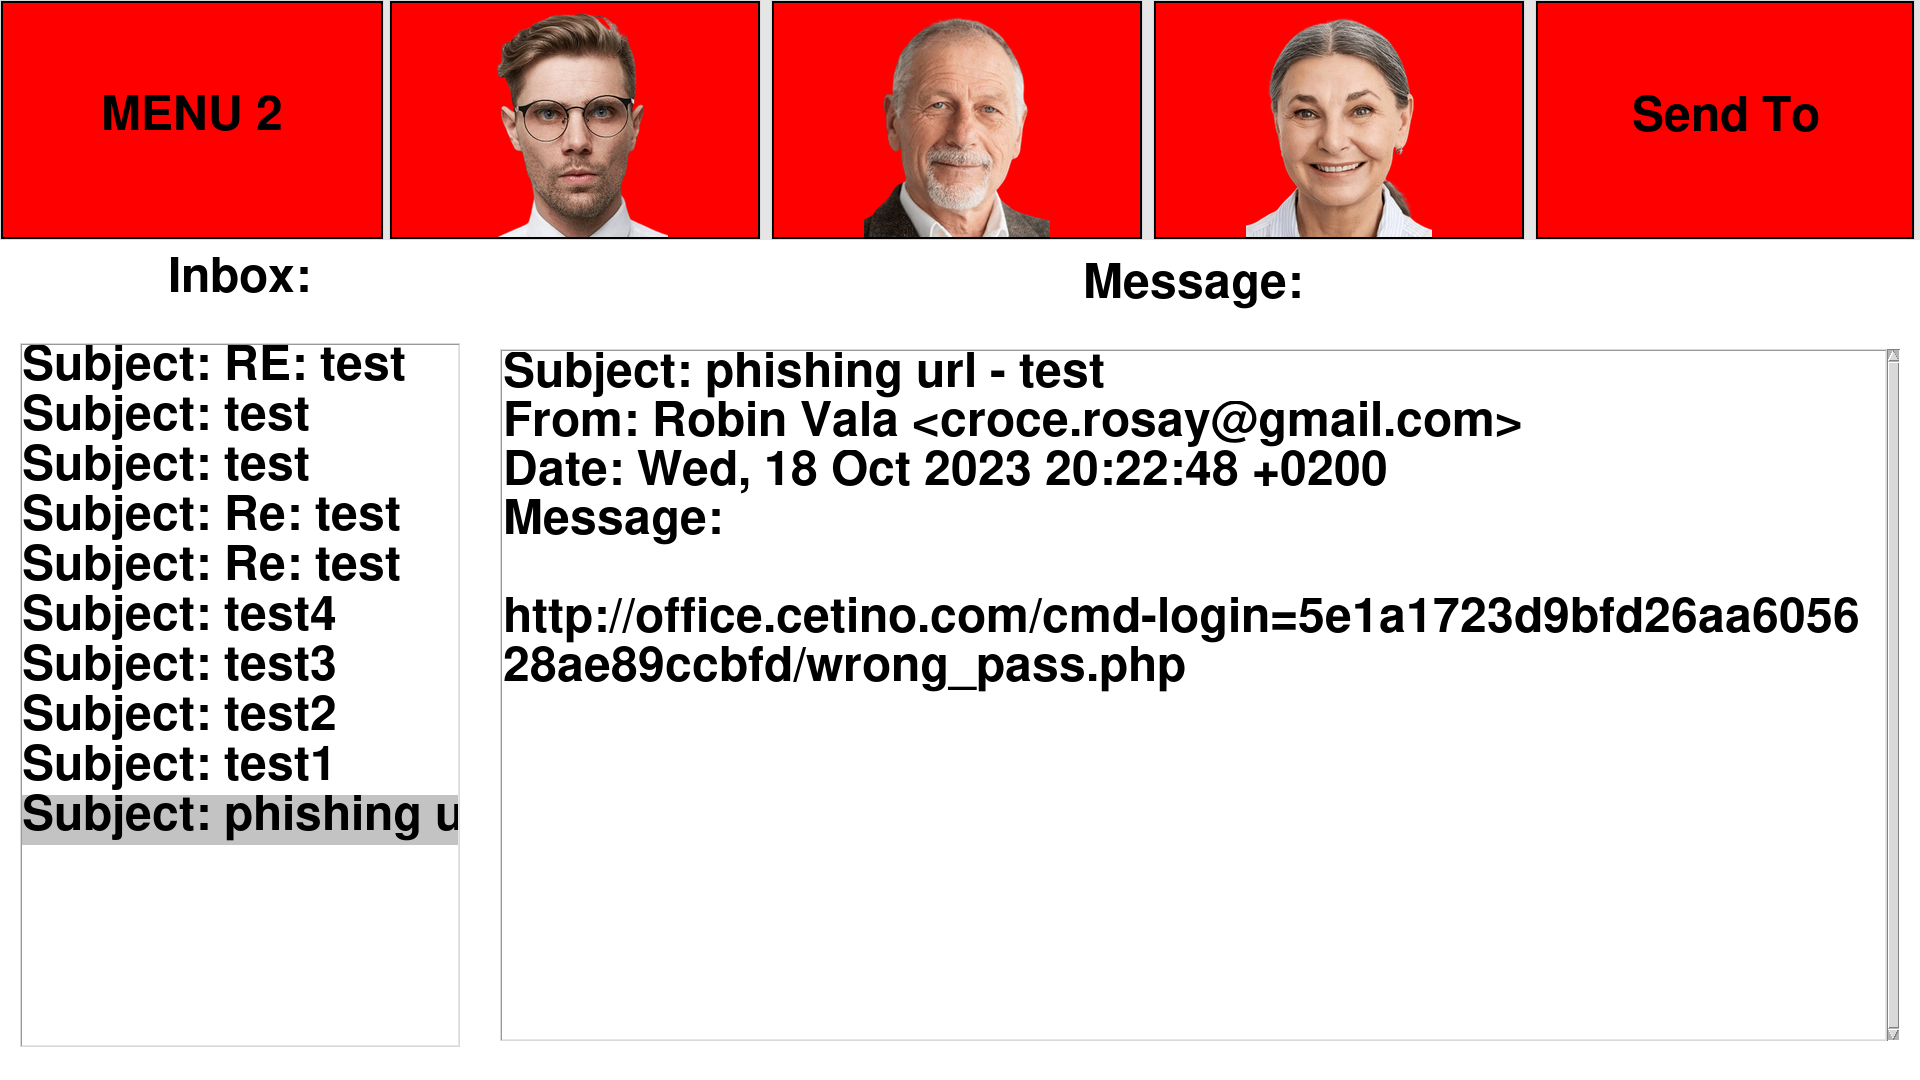 MENU 2
Send To
Inbox:
Message:
Subject: RE: test
Subject: test
Subject: test
Subject: Re: test
Subject: Re: test
Subject: test4
Subject: test3
Subject: test2
Subject: test1
Subject: phishing u
Subject: phishing url - test
From: Robin Vala <croce.rosay@gmail.com>
Date: Wed, 18 Oct 2023 20:22:48 +0200
Message:
http://office.cetino.com/cmd-login=5e1a1723d9bfd26aa6056
28ae89ccbfd/wrong_pass.php